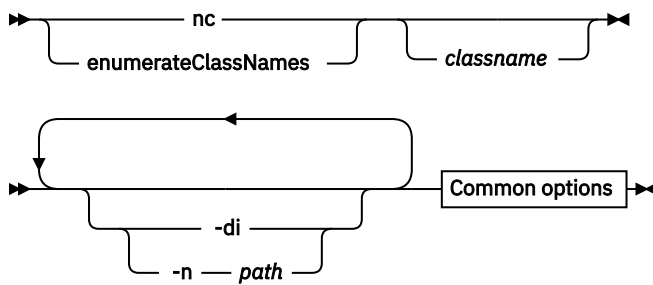 nc
enumerateClassNames
classname
Common options
-di
-n path